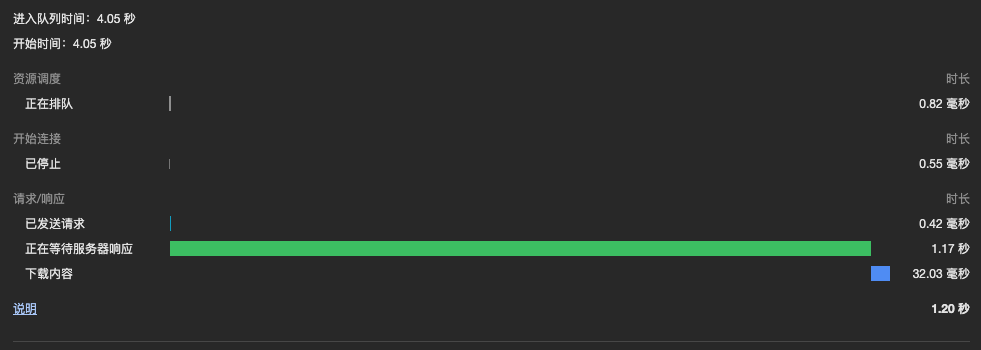 进入队列时间：4.05 秒
开始时间：4.05 秒
资源调度 时长
正在排队 0.82 毫秒
开始连接 时长
已停止 0.55 毫秒
请求/响应 时长
已发送请求 0.42 毫秒
正在等待服务器响应 1.17 秒
下载内容 32.03 毫秒
说明 1.20 秒